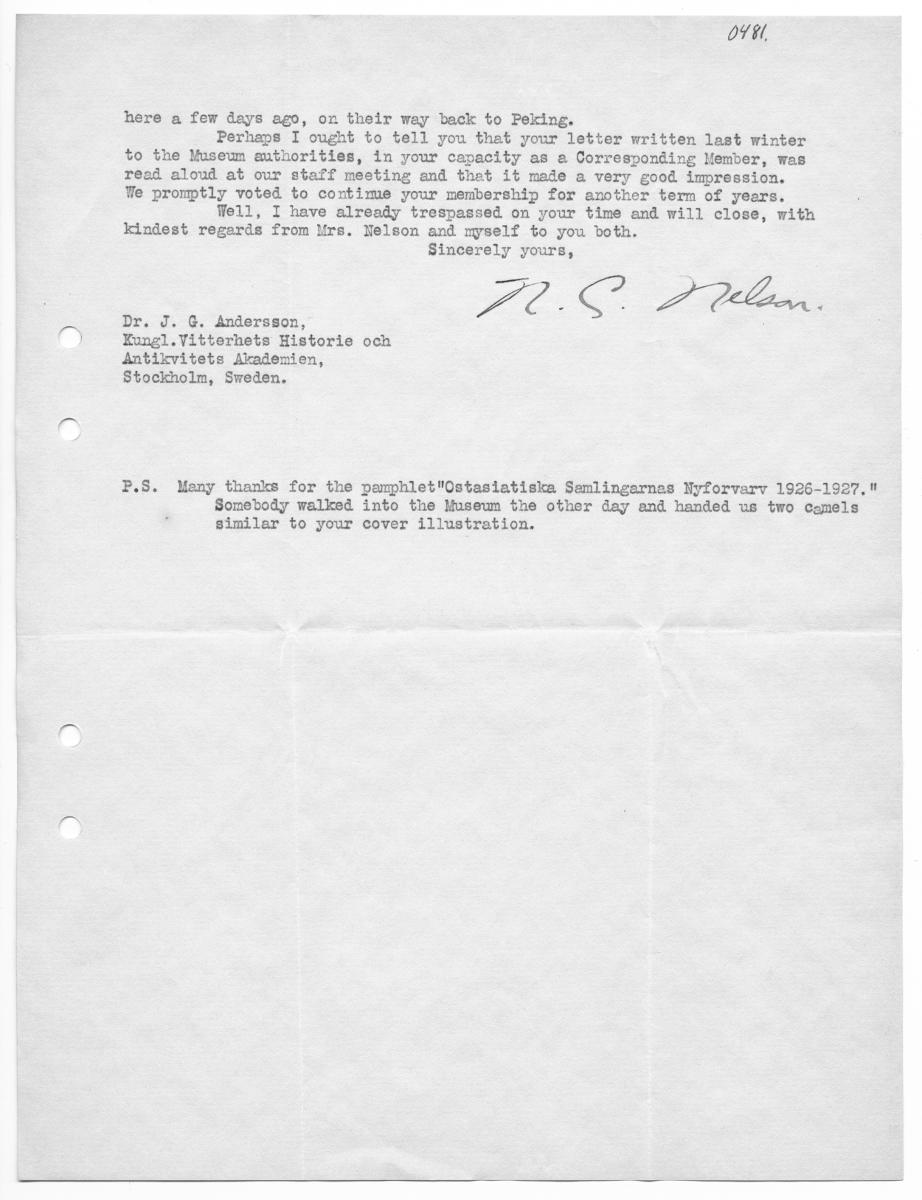 0481.
here a few days ago, on their way back to Peking.
Perhaps I ought to tell you that your letter written last winter
to the Museum authorities, in your capacity as a Corresponding Member, was
read aloud at our staff meeting and that it made a very good impression.
We promptly voted to continue your membership for another term of years.
Well, I have already trespassed on your time and will close, with
kindest regards from Mrs. Nelson and myself to you both.
Sincerely yours,
N. C. Nelson.
Dr. J. G. Andersson,
Kungl.Vitterhets Historie och
Antikvitets Akademien,
Stockholm, Sweden.
P.S. Many thanks for the pamphlet"Ostasiatiska Samlingarnas Nyforvarv 1926-1927."
Somebody walked into the Museum the other day and handed us two camels
similar to your cover illustration.